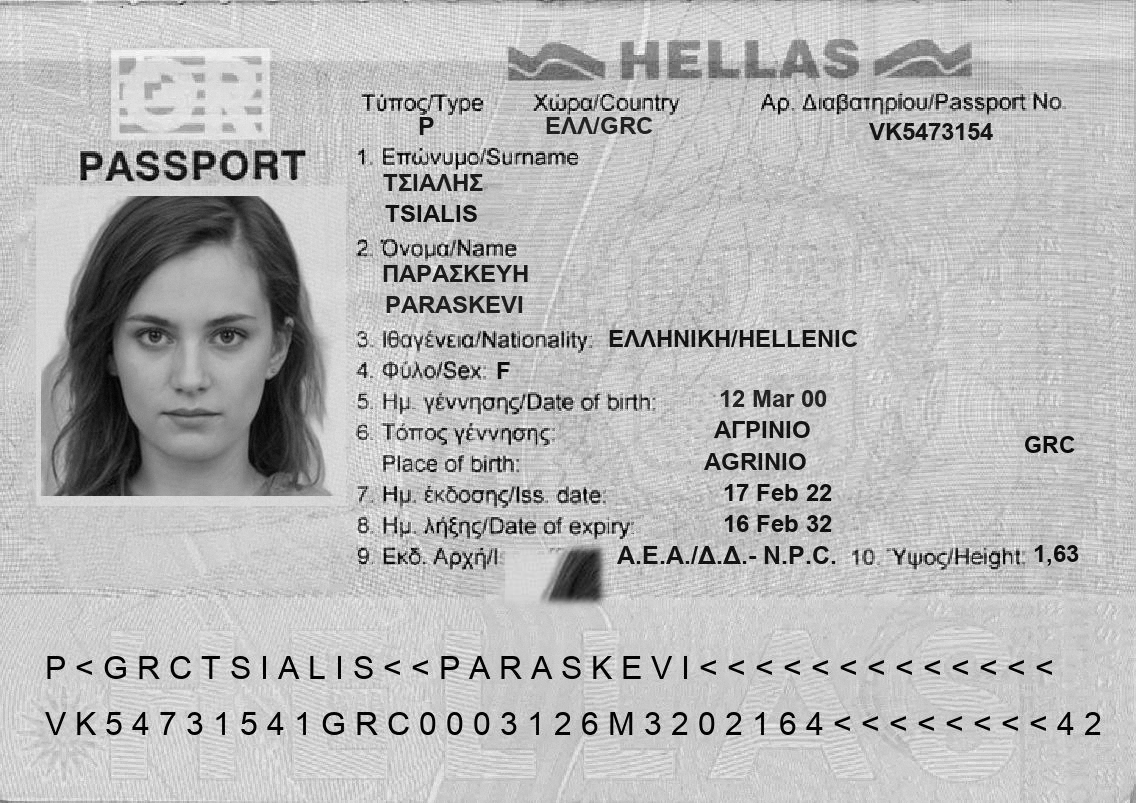 HELLAS
GR
PASSPORT
Τύπος/Type Χώρα/Country Αρ. Διαβατηρίου/Passport No.
P ΕΛΛ/GRC VK5473154
1. Επώνυμο/Surname
ΤΣΙΑΛΗΣ
TSIALIS
2. Όνομα/Name
ΠΑΡΑΣΚΕΥΗ
PARASKEVI
3. Ιθαγένεια/Nationality: ΕΛΛΗΝΙΚΗ/HELLENIC
4. Φύλο/Sex: F
5. Ημ. γέννησης/Date of birth: 12 Mar 00
6. Τόπος γέννησης: ΑΓΡΙΝΙΟ
GRC
Place of birth: AGRINIO
7. Ημ. έκδοσης/Iss. date: 17 Feb 22
8. Ημ. λήξης/Date of expiry: 16 Feb 32
9 Εκδ. Αρχή/I Α.Ε.Α./Δ.Δ.- N.P.C. 10. Ύψος/Height: 1,63
HELLAS
P<GRCTSIALIS<<PARASKEVI<<<<<<<<<<<<<
VK54731541GRC0003126M3202164<<<<<<<<42